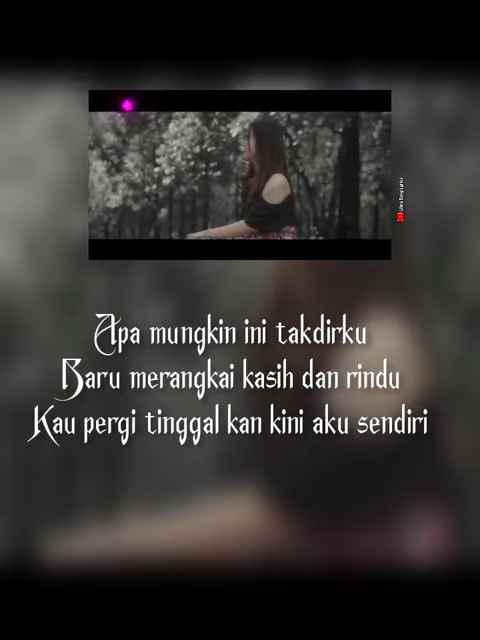 Apa mungkin ini takdirku
Baru merangkai kasih dan rindu
Kau pergi tinggal kan kini aku sendiri